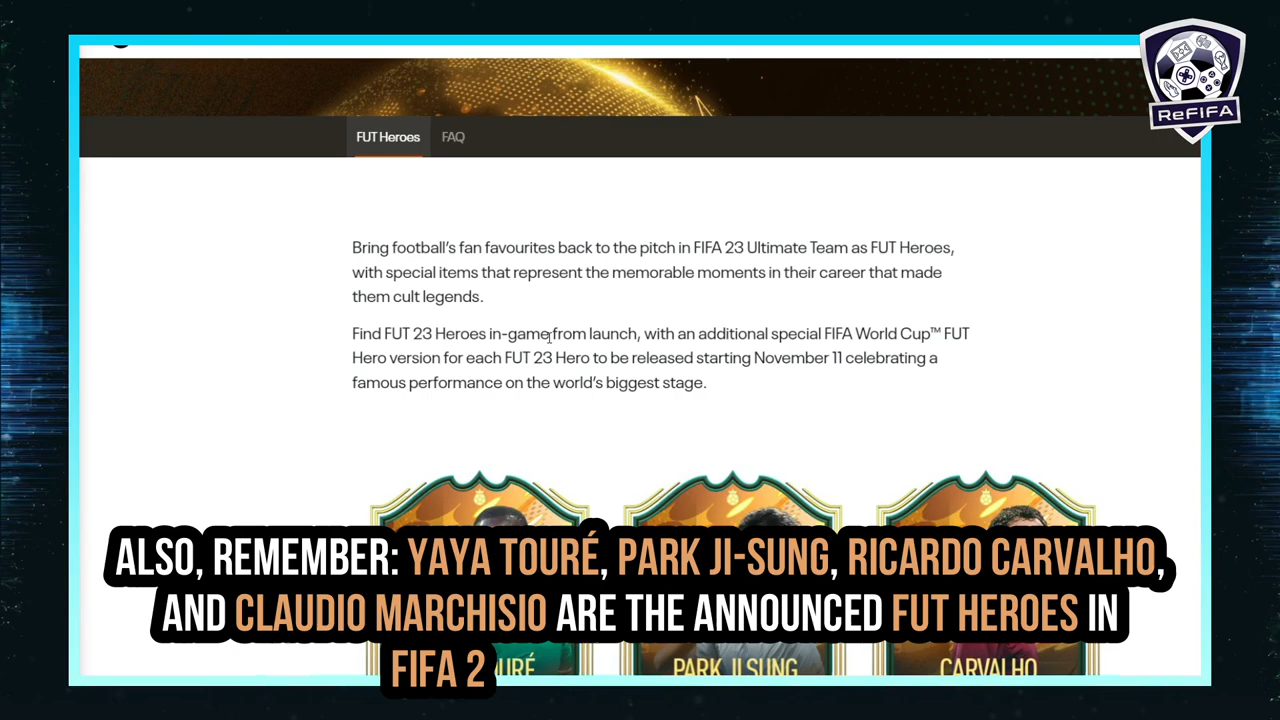 ReFIFA
FUT Heroes FAQ
Bring football's fan favourites back to the pitch in FIFA 23 Ultimate Team as FUT Heroes,
with special items that represent the memorable moments in their career that made
them cult legends.
Find FUT 23 Heroes in-game from launch, with an additional special FIFA World Cup™ FUT
Hero version for each FUT 23 Hero to be released starting November 11 celebrating a
famous performance on the world's biggest stage.
ALSO, REMEMBER: YAYA TOURÉ, PARK JI-SUNG, RICARDO CARVALHO,
AND CLAUDIO MARCHISIO ARE THE ANNOUNCED FUT HEROES IN
FIFA 2
URÉ PARK JI SUNG CARVALHO